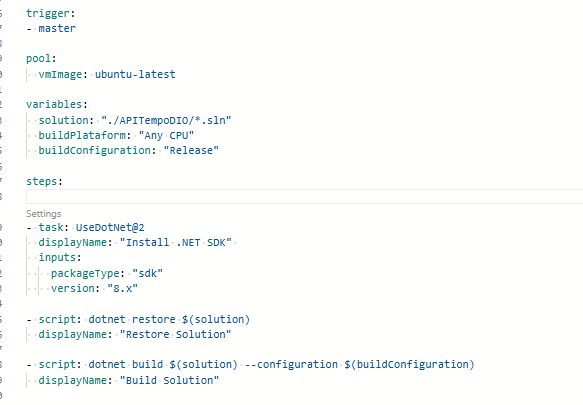 trigger:
- master
pool:
vmImage: ubuntu-latest
variables:
solution: "./APITempoDIO/*.sln"
buildPlataform: "Any CPU"
buildConfiguration: "Release"
steps:
Settings
- task: UseDotNet@2
displayName: "Install .NET SDK"
inputs:
packageType: "sdk"
version: "8.x"
- script: dotnet restore $(solution)
displayName: "Restore Solution"
- script: dotnet build $(solution) --configuration $(buildConfiguration)
displayName: "Build Solution"